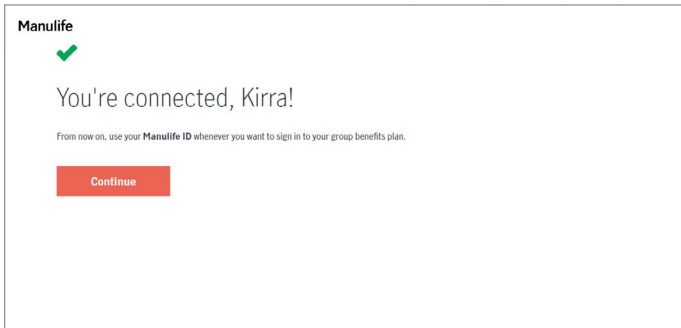 Manulife
You're connected, Kirra!
From now on, use your Manulife ID whenever you want to sign in to your group benefits plan.
Continue